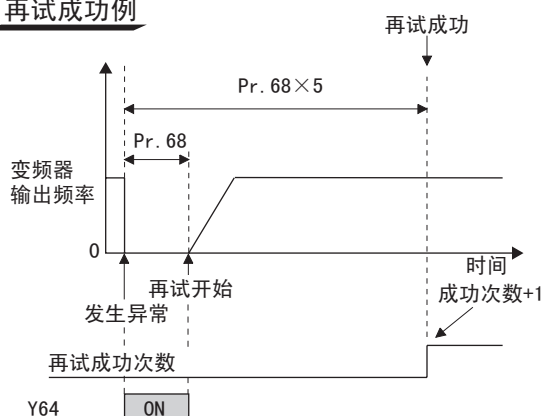 再试成功例
再试成功
Pr.68×5
Pr.68
变频器
输出频率
0
时间
再试开始
成功次数+1
发生异常
再试成功次数
Y64
ON